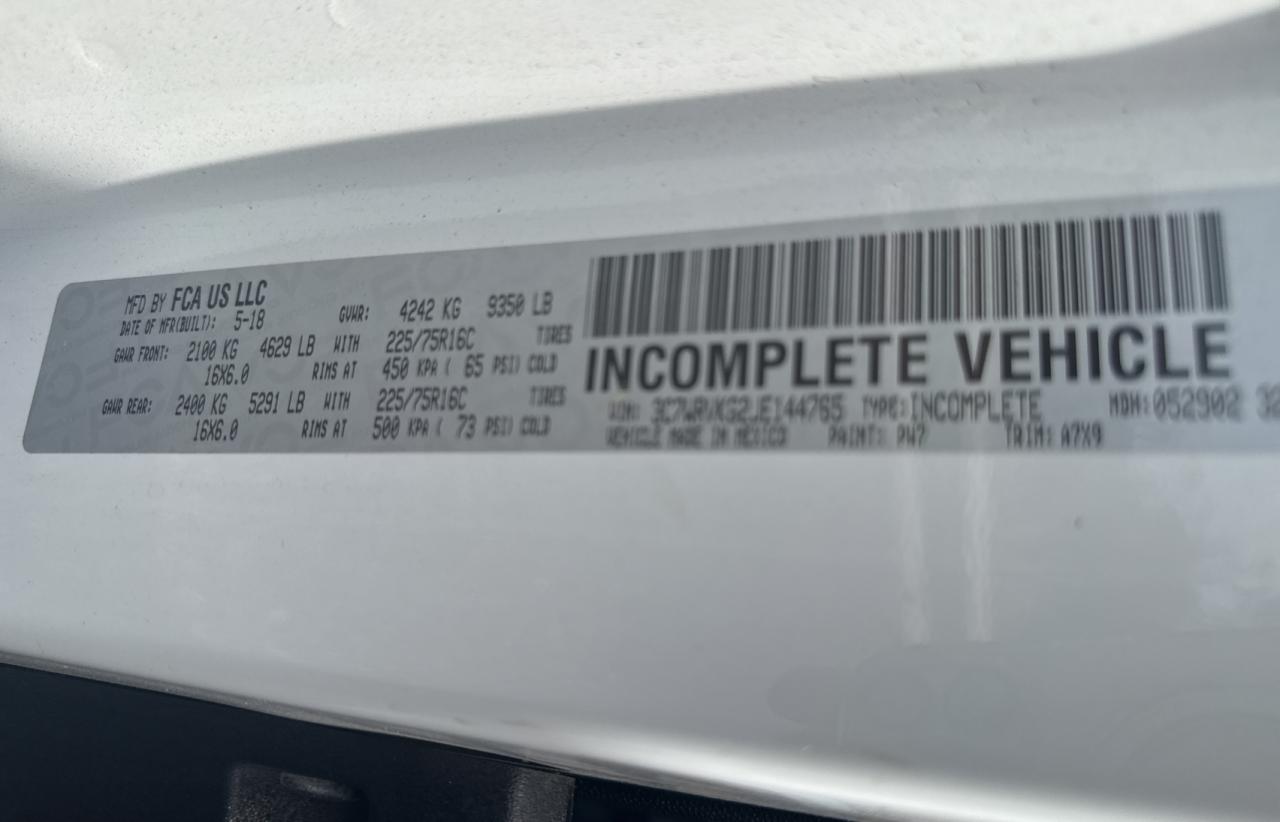 MFD BY FCA US LLC
DATE OF MFR(BUILT): 5-18 GVWR: 4242 KG 9350 LB
GAWR FRONT: 2100 KG 4629 LB WITH 225/75R16C TIRES
16X6.0 RIMS AT 450 KPA ( 65 PSI) COLD
GAWR REAR: 2400 KG 5291 LB WITH 225/75R16C TIRES
16X6.0 RIMS AT 500 KPA ( 73 PSI) COLD
INCOMPLETE VEHICLE
VIN: 3C7WRVKG2JE144765 TYPE:INCOMPLETE MDH:052902 32
VEHICLE MADE IN MEXICO PAINT: PW7 TRIM: A7X9